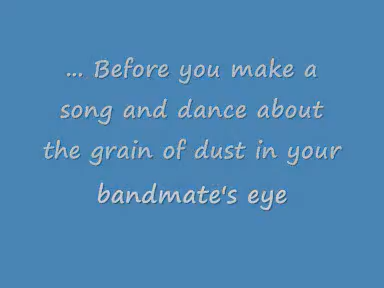 ... Before you make a
song and dance about
the grain of dust in your
bandmate's eye